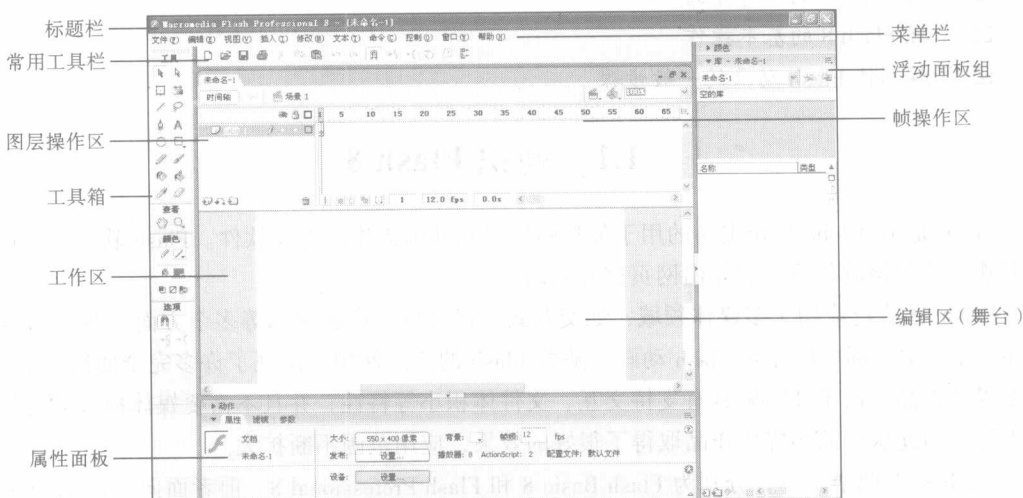 标题栏
Macromedia Flash Professional 8 - [未命名-1]
菜单栏
文件(F) 编辑(E) 视图(V) 插入(I) 修改(M) 文本(T) 命令(C) 控制(O) 窗口(W) 帮助(H)
常用工具栏
工具
颜色
库 - 未命名-1
浮动面板组
未命名-1
未命名-1
空的库
时间轴
场景 1
5 10 15 20 25 30 35 40 45 50 55 60 65
帧操作区
图层操作区
名称
类型
工具箱
1 12.0 fps 0.0s
查看
颜色
工作区
选项
编辑区(舞台)
动作
属性 滤镜 参数
文档
大小: 550 x 400 像素 背景: 帧频: 12 fps
未命名-1
发布: 设置... 播放器: 8 ActionScript: 2 配置文件: 默认文件
属性面板
设备: 设置...